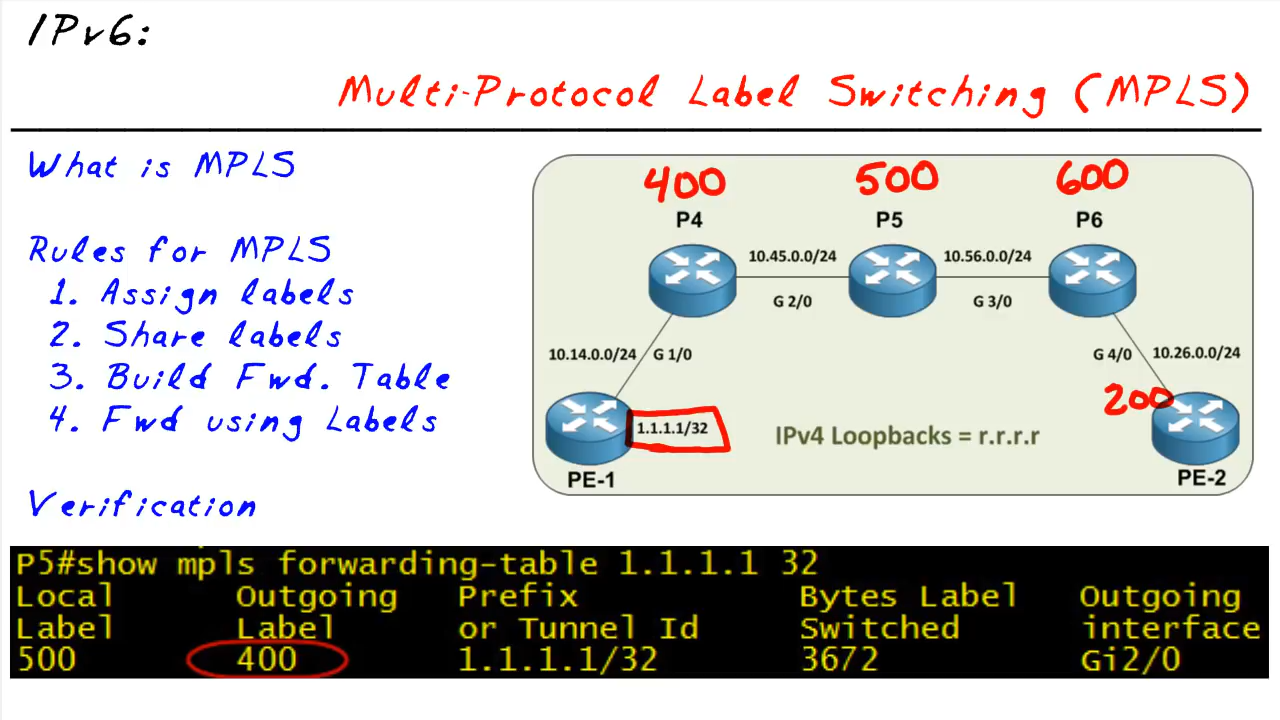 IPv6:
Multi-Protocol Label Switching (MPLS)
What is MPLS
Rules for MPLS
1. Assign labels
2. Share labels
3. Build Fwd. Table
4. Fwd using Labels
Verification
400 500 600
P4 P5 P6
10.45.0.0/24 10.56.0.0/24
G 2/0 G 3/0
10.14.0.0/24 G 1/0 G 4/0 10.26.0.0/24
200
1.1.1.1/32
IPv4 Loopbacks = r.r.r.r
PE-1 PE-2
P5#show mpls forwarding-table 1.1.1.1 32
Local Outgoing Prefix Bytes Label Outgoing
Label Label or Tunnel Id Switched interface
500 400 1.1.1.1/32 3672 Gi2/0